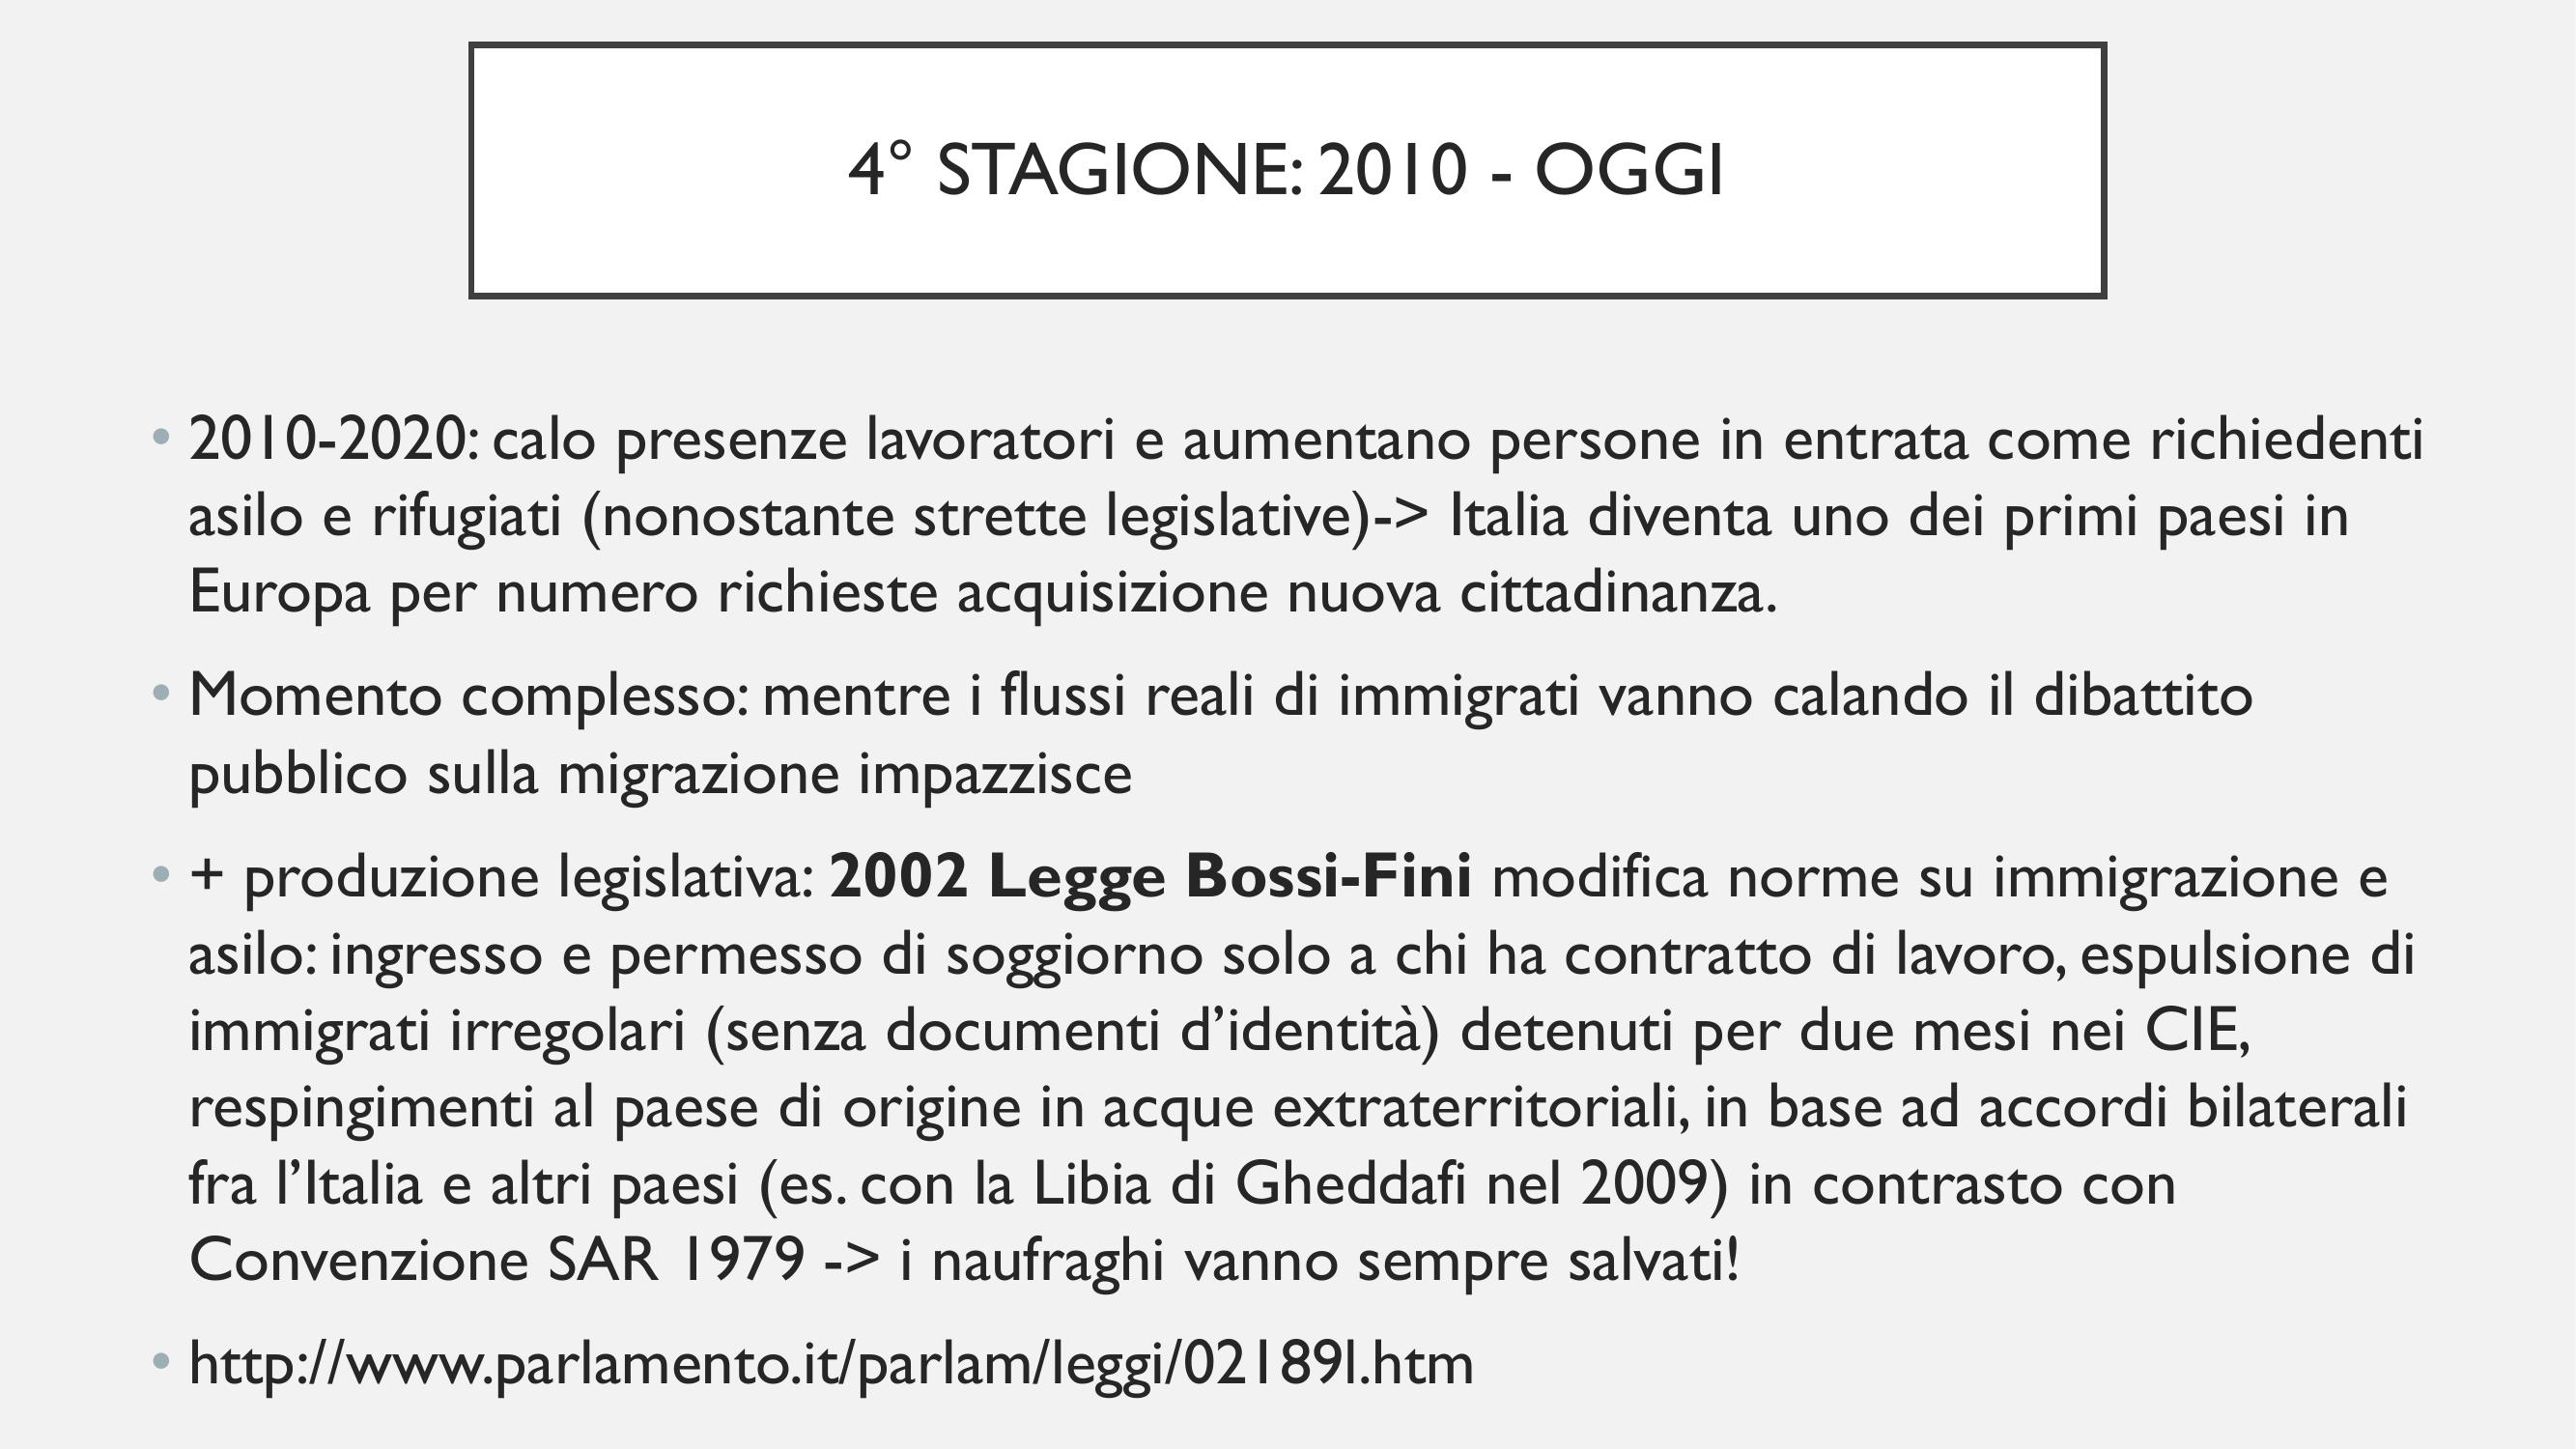 4° STAGIONE: 2010 - OGGI
• 2010-2020: calo presenze lavoratori e aumentano persone in entrata come richiedenti
asilo e rifugiati (nonostante strette legislative)-> Italia diventa uno dei primi paesi in
Europa per numero richieste acquisizione nuova cittadinanza.
• Momento complesso: mentre i flussi reali di immigrati vanno calando il dibattito
pubblico sulla migrazione impazzisce
• + produzione legislativa: 2002 Legge Bossi-Fini modifica norme su immigrazione e
asilo: ingresso e permesso di soggiorno solo a chi ha contratto di lavoro, espulsione di
immigrati irregolari (senza documenti d’identità) detenuti per due mesi nei CIE,
respingimenti al paese di origine in acque extraterritoriali, in base ad accordi bilaterali
fra l’Italia e altri paesi (es. con la Libia di Gheddafi nel 2009) in contrasto con
Convenzione SAR 1979 -> i naufraghi vanno sempre salvati!
• http://www.parlamento.it/parlam/leggi/02189l.htm